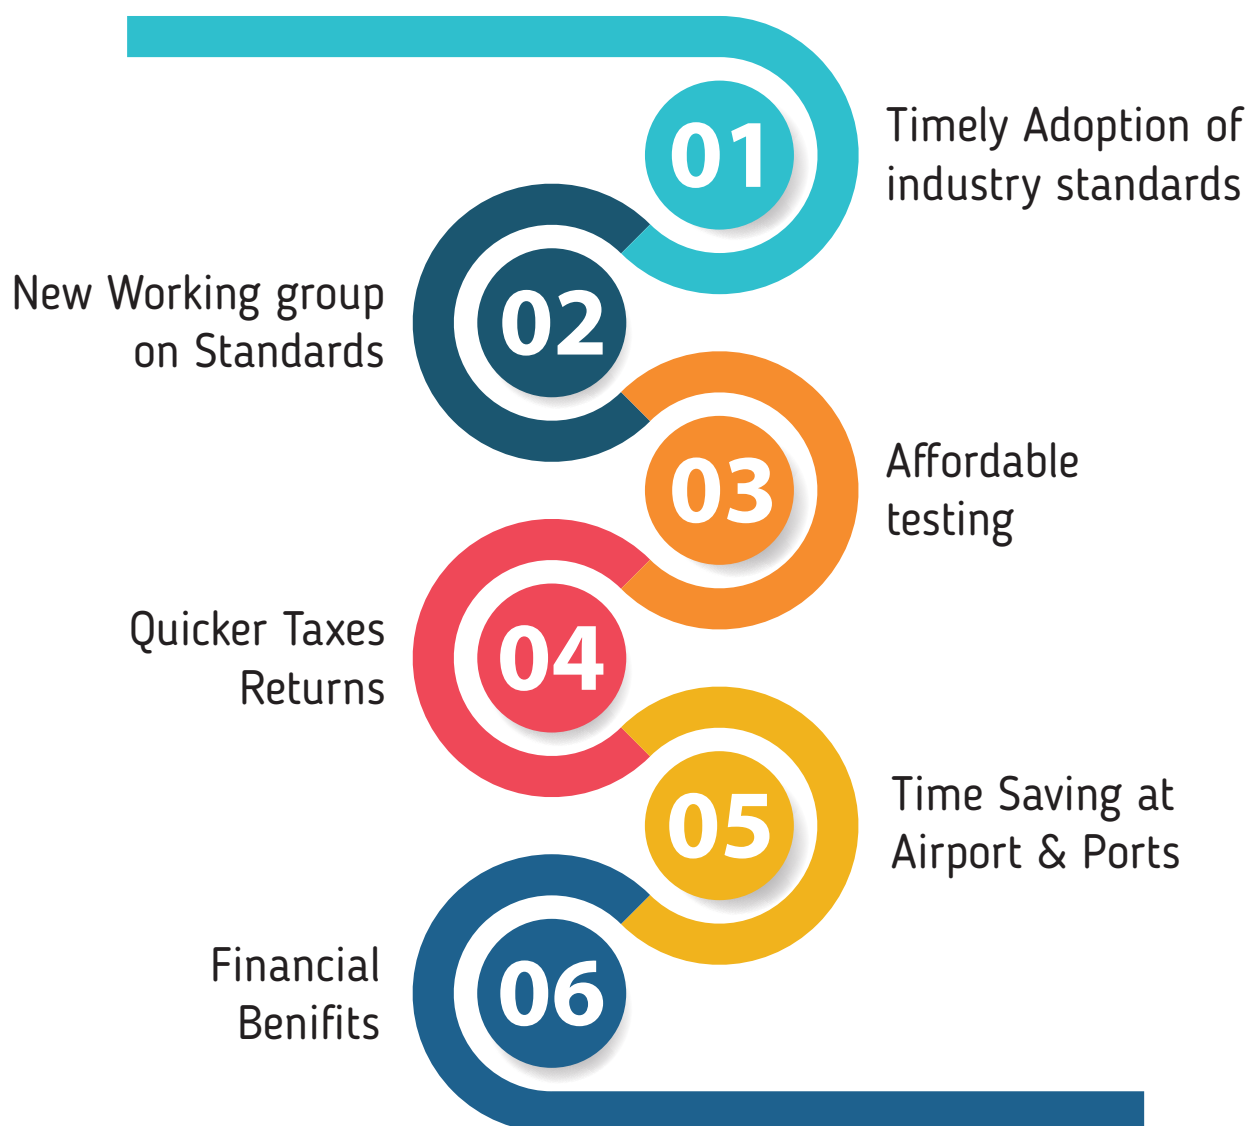 01
Timely Adoption of
industry standards
02
New Working group
on Standards
03
Affordable
testing
04
Quicker Taxes
Returns
05
Time Saving at
Airport & Ports
06
Financial
Benifits